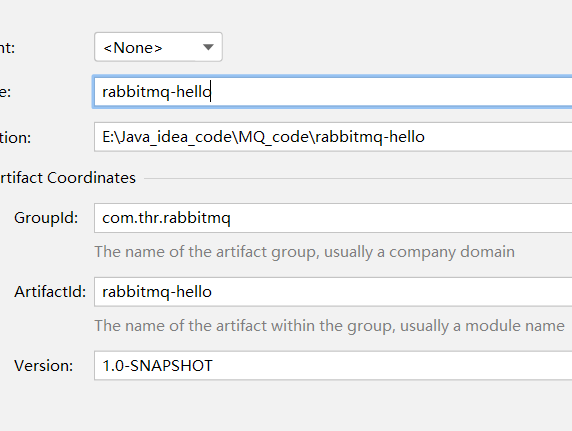 nt: <None>
e: rabbitmq-hello
tion: E:\Java_idea_code\MQ_code\rabbitmq-hello
rtifact Coordinates
GroupId: com.thr.rabbitmq
The name of the artifact group, usually a company domain
ArtifactId: rabbitmq-hello
The name of the artifact within the group, usually a module name
Version: 1.0-SNAPSHOT